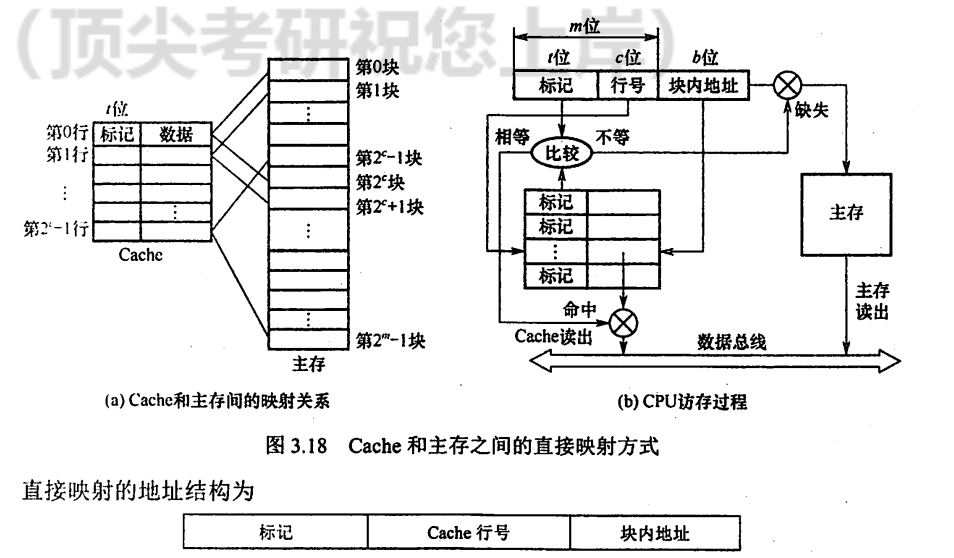 (顶尖考研祝您上岸)
t位
第0行 标记 数据
第1行
⋮
⋮
第2ᶜ-1行
Cache
第0块
第1块
⋮
第2ᶜ-1块
第2ᶜ块
第2ᶜ+1块
⋮
⋮
第2ᵐ-1块
主存
(a) Cache和主存间的映射关系
m位
t位 c位 b位
标记 行号 块内地址
缺失
相等 比较 不等
标记
标记
⋮
标记
主存
命中
Cache读出
主存
读出
数据总线
(b) CPU访存过程
图 3.18 Cache 和主存之间的直接映射方式
直接映射的地址结构为
标记 Cache 行号 块内地址